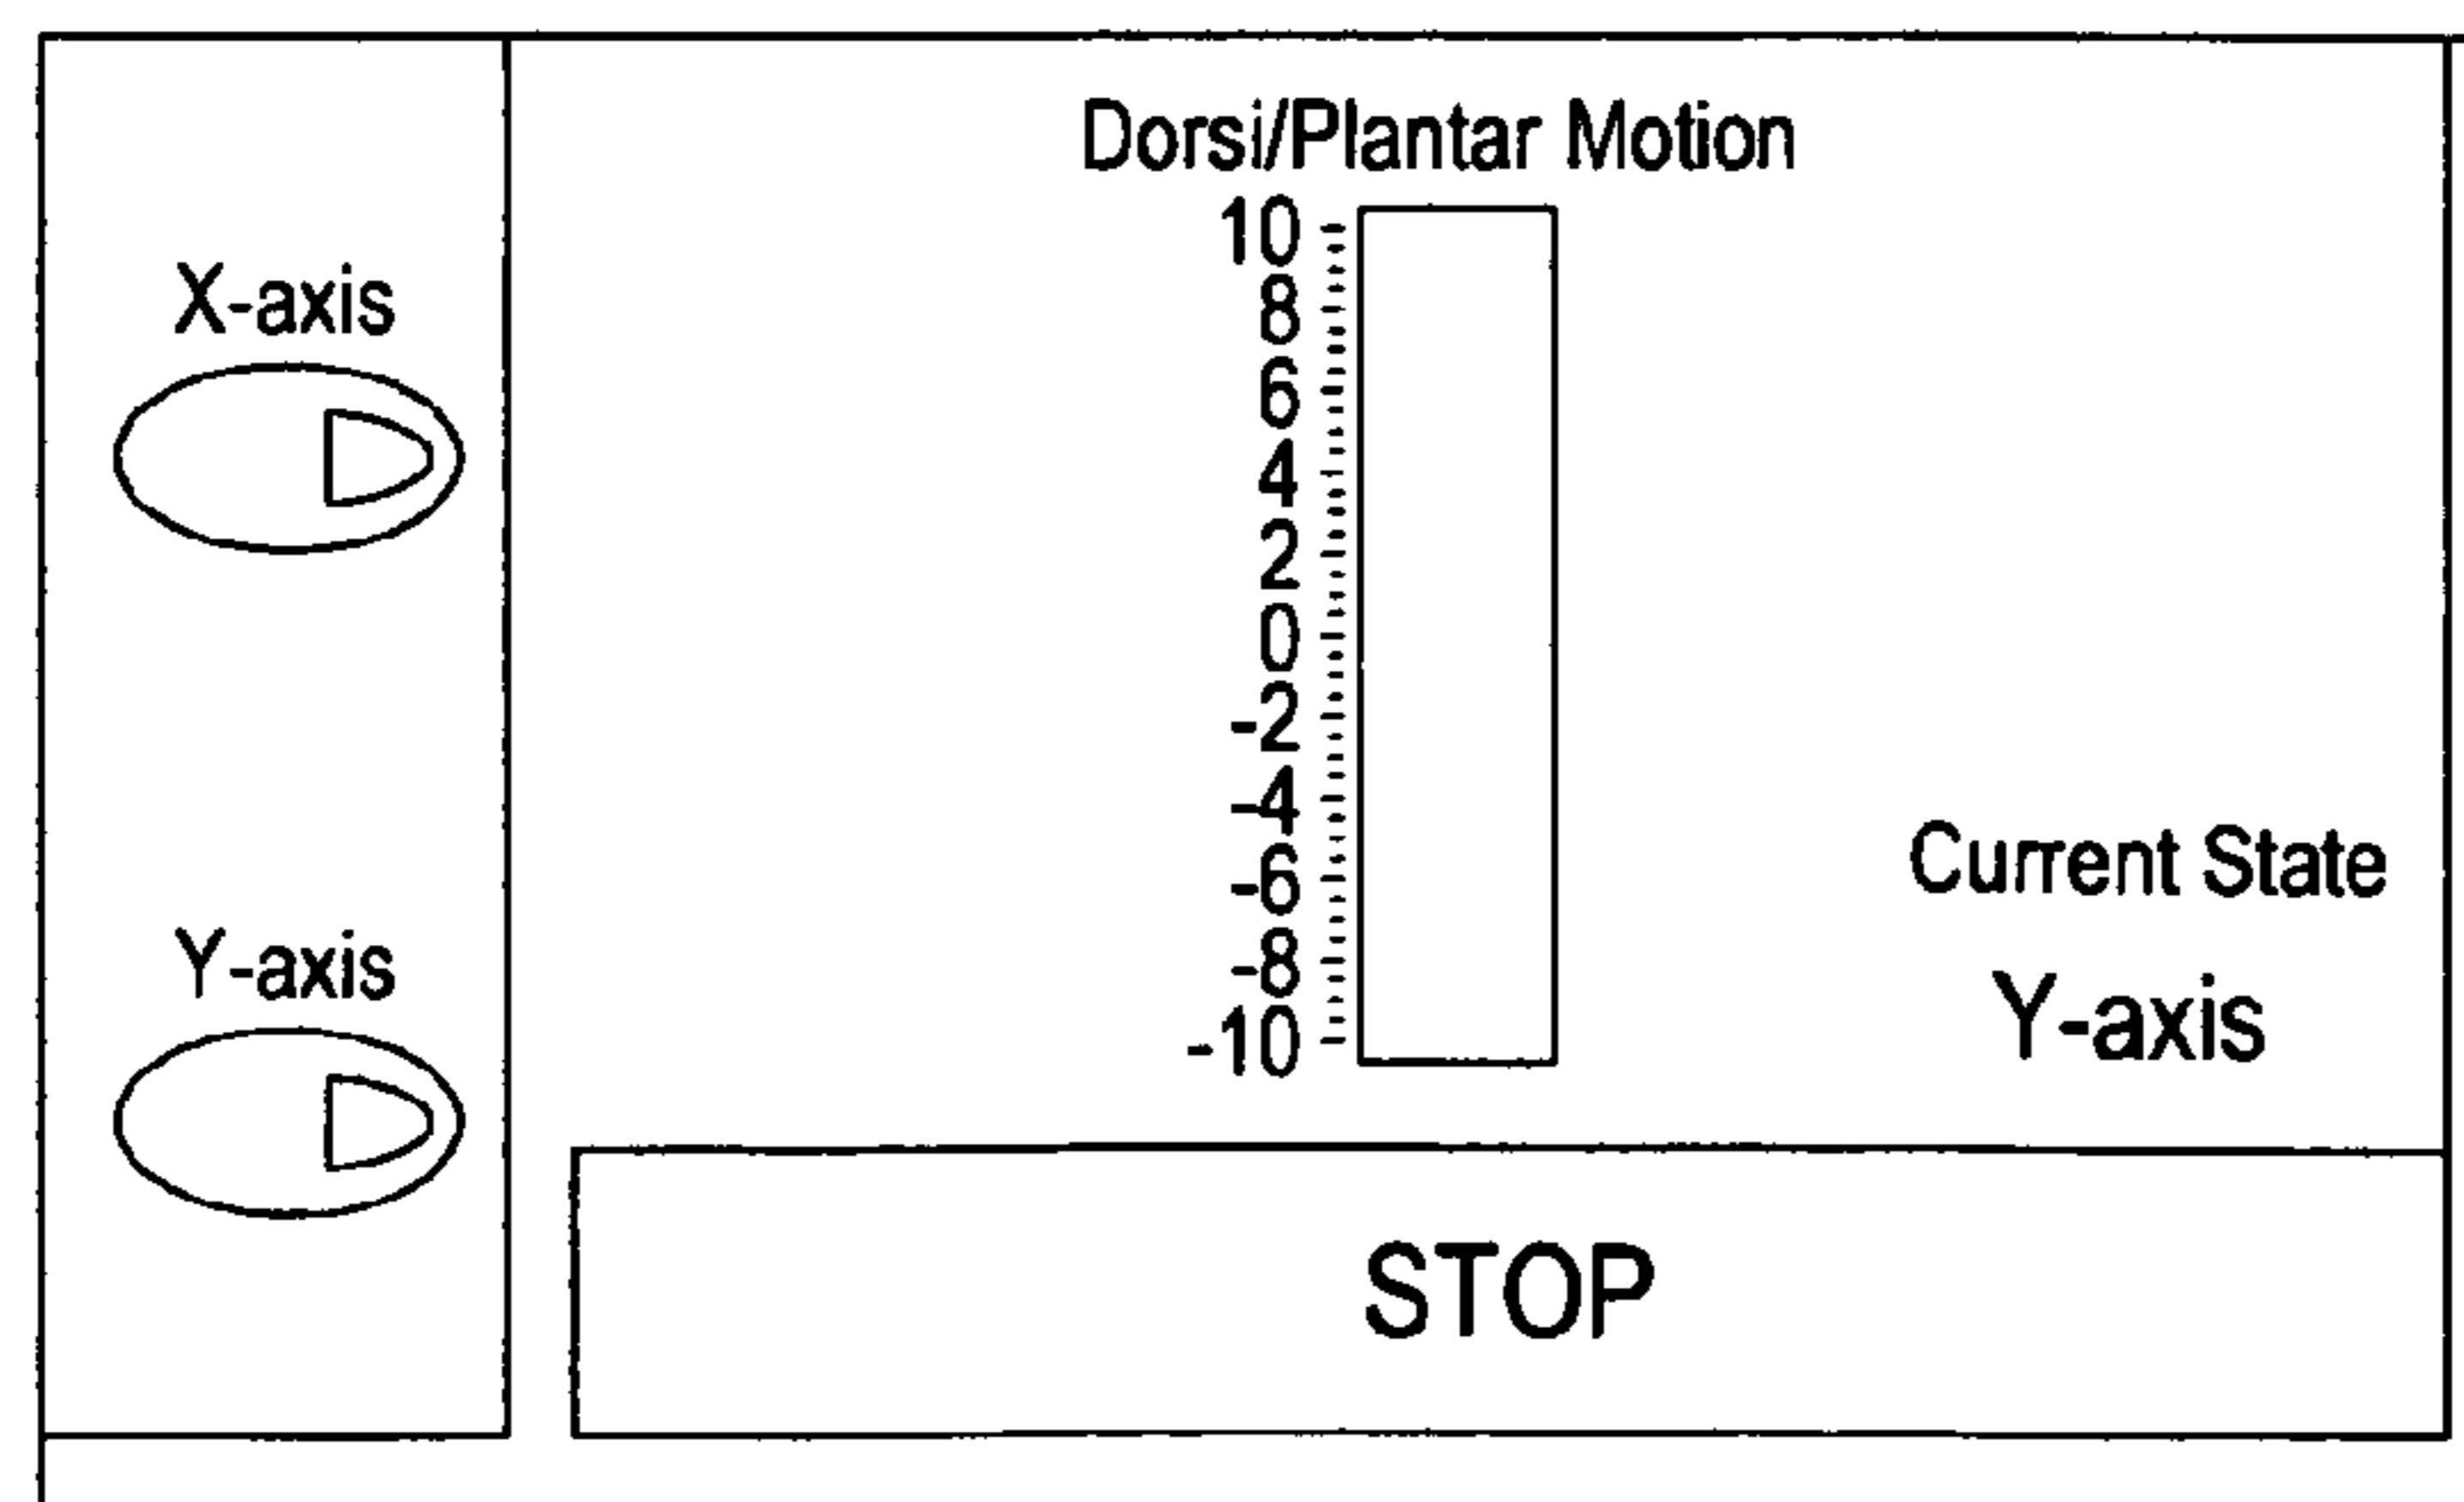 X-axis
Y-axis
Dorsi/Plantar Motion
10
8
6
4
2
0
-2
-4
-6
-8
-10
Current State
Y-axis
STOP